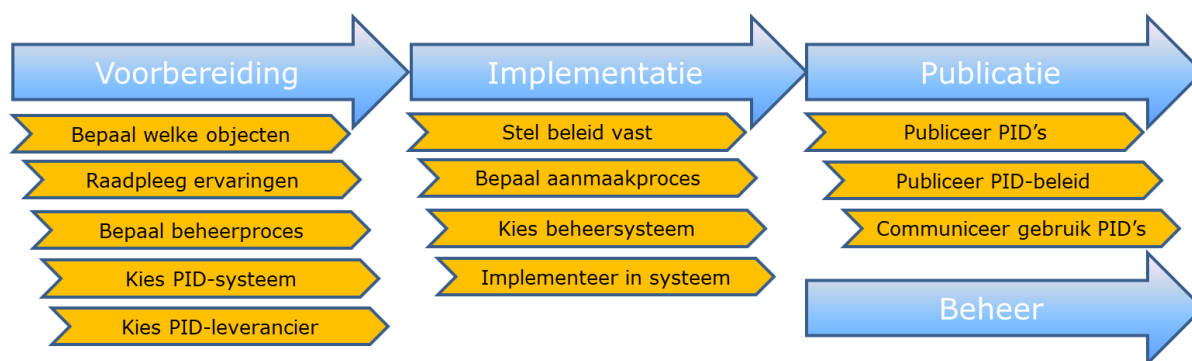 Voorbereiding
Bepaal welke objecten
Raadpleeg ervaringen
Bepaal beheerproces
Kies PID-systeem
Kies PID-leverancier
Implementatie
Stel beleid vast
Bepaal aanmaakproces
Kies beheersysteem
Implementeer in systeem
Publicatie
Publiceer PID’s
Publiceer PID-beleid
Communiceer gebruik PID’s
Beheer